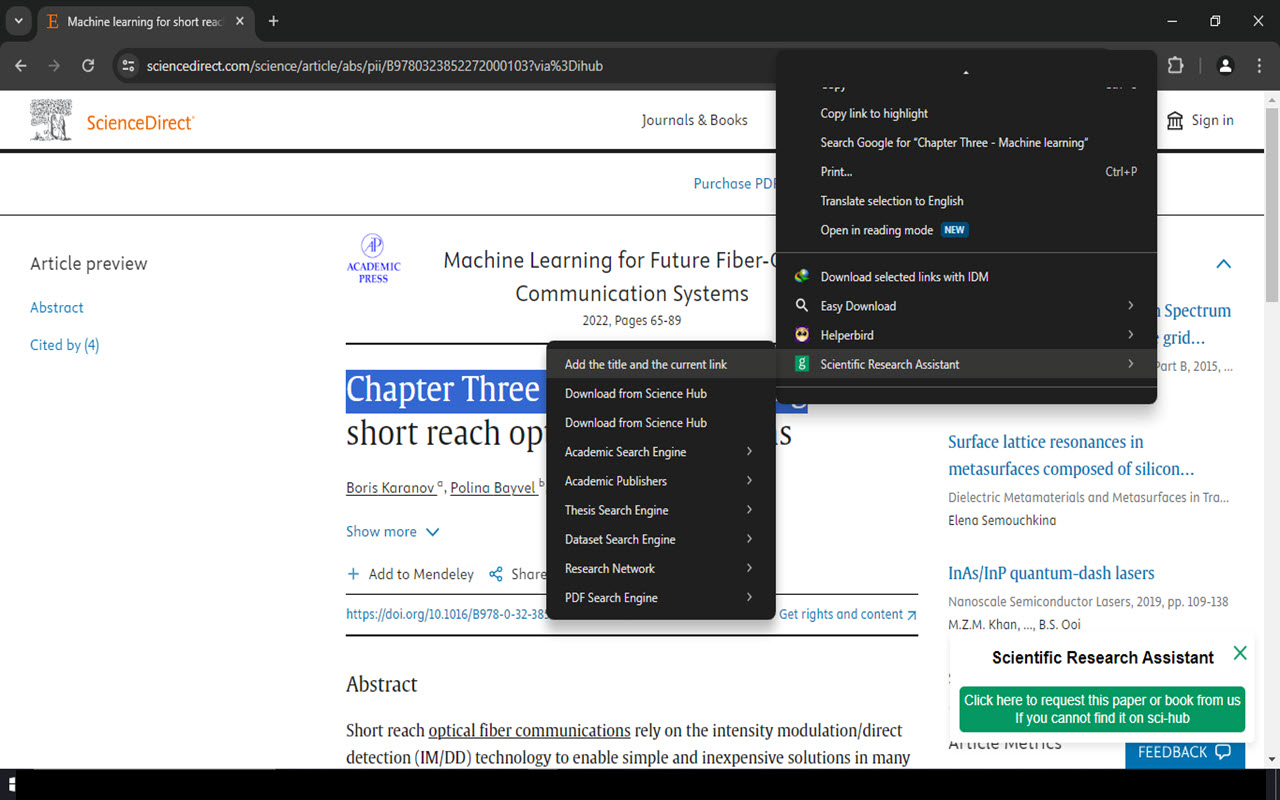 Machine learning for short reac
sciencedirect.com/science/article/abs/pii/B9780323852272000103?via%3Dihub
ScienceDirect
Journals & Books
Sign in
Purchase PDF
Article preview
Abstract
Cited by (4)
AP
ACADEMIC
PRESS
Machine Learning for Future Fiber-
Communication Systems
2022, Pages 65-89
Chapter Three
short reach op
s
Boris Karanov a, Polina Bayvel b
Show more
Add to Mendeley
Share
https://doi.org/10.1016/B978-0-32-385
Get rights and content
Abstract
Short reach optical fiber communications rely on the intensity modulation/direct
detection (IM/DD) technology to enable simple and inexpensive solutions in many
Copy link to highlight
Search Google for “Chapter Three - Machine learning”
Print...
Ctrl+P
Translate selection to English
Open in reading mode NEW
Download selected links with IDM
Easy Download
Helperbird
g Scientific Research Assistant
Add the title and the current link
Download from Science Hub
Download from Science Hub
Academic Search Engine
Academic Publishers
Thesis Search Engine
Dataset Search Engine
Research Network
PDF Search Engine
Spectrum
grid...
Part B, 2015, ...
Surface lattice resonances in
metasurfaces composed of silicon...
Dielectric Metamaterials and Metasurfaces in Tra...
Elena Semouchkina
InAs/InP quantum-dash lasers
Nanoscale Semiconductor Lasers, 2019, pp. 109-138
M.Z.M. Khan, ..., B.S. Ooi
Scientific Research Assistant
Click here to request this paper or book from us
If you cannot find it on sci-hub
Article Metrics
FEEDBACK